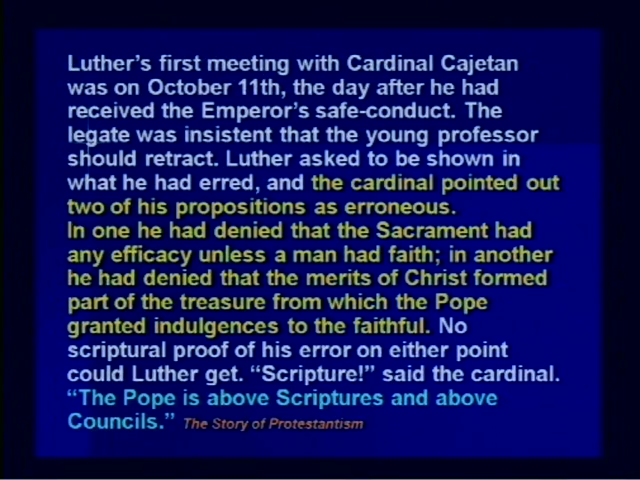 Luther's first meeting with Cardinal Cajetan
was on October 11th, the day after he had
received the Emperor's safe-conduct. The
legate was insistent that the young professor
should retract. Luther asked to be shown in
what he had erred, and the cardinal pointed out
two of his propositions as erroneous.
In one he had denied that the Sacrament had
any efficacy unless a man had faith; in another
he had denied that the merits of Christ formed
part of the treasure from which the Pope
granted indulgences to the faithful. No
scriptural proof of his error on either point
could Luther get. “Scripture!” said the cardinal.
“The Pope is above Scriptures and above
Councils.” The Story of Protestantism